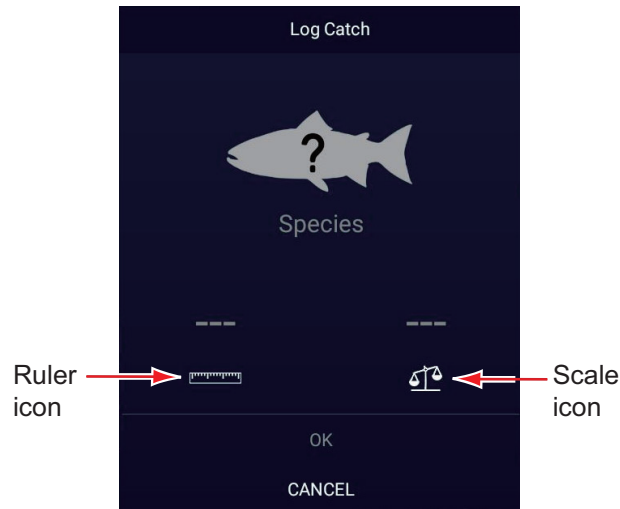 Log Catch
?
Species
--- ---
Ruler
icon
Scale
icon
OK
CANCEL